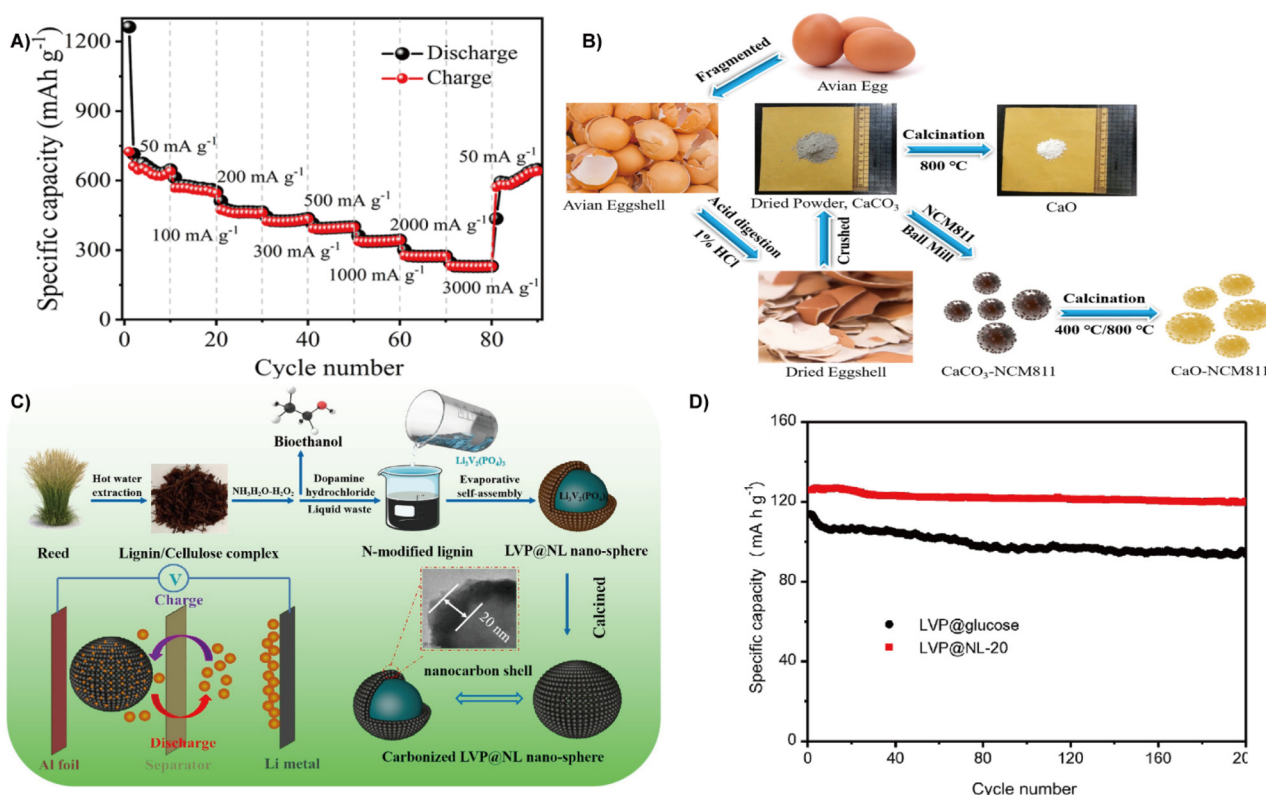 A)
1200
900
600
300
0
0
20
40
60
80
Specific capacity (mAh g⁻¹)
Cycle number
Discharge
Charge
50 mA g⁻¹
100 mA g⁻¹
200 mA g⁻¹
300 mA g⁻¹
500 mA g⁻¹
1000 mA g⁻¹
2000 mA g⁻¹
3000 mA g⁻¹
50 mA g⁻¹
B)
Avian Egg
Fragmented
Avian Eggshell
Dried Powder, CaCO₃
Calcination
800 °C
CaO
Acid digestion
1% HCl
Crushed
NCM811
Ball Mill
Dried Eggshell
CaCO₃-NCM811
Calcination
400 °C/800 °C
CaO-NCM811
C)
Bioethanol
Li₃V₂(PO₄)₃
Hot water
extraction
NH₃H₂O-H₂O₂
Dopamine
hydrochloride
Liquid waste
Evaporative
self-assembly
Li₃V₂(PO₄)
Reed
Lignin/Cellulose complex
N-modified lignin
LVP@NL nano-sphere
V
Charge
20 nm
Calcined
nanocarbon shell
Discharge
Al foil
Separator
Li metal
Carbonized LVP@NL nano-sphere
D)
160
120
80
40
0
0
40
80
120
160
20
Specific capacity ( mA h g⁻¹)
LVP@glucose
LVP@NL-20
Cycle number